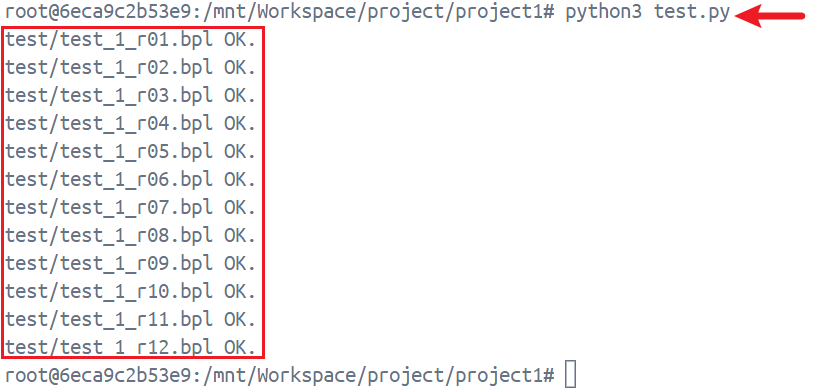 root@6eca9c2b53e9:/mnt/Workspace/project/project1# python3 test.py
test/test_1_r01.bpl OK.
test/test_1_r02.bpl OK.
test/test_1_r03.bpl OK.
test/test_1_r04.bpl OK.
test/test_1_r05.bpl OK.
test/test_1_r06.bpl OK.
test/test_1_r07.bpl OK.
test/test_1_r08.bpl OK.
test/test_1_r09.bpl OK.
test/test_1_r10.bpl OK.
test/test_1_r11.bpl OK.
test/test_1_r12.bpl OK.
root@6eca9c2b53e9:/mnt/Workspace/project/project1#